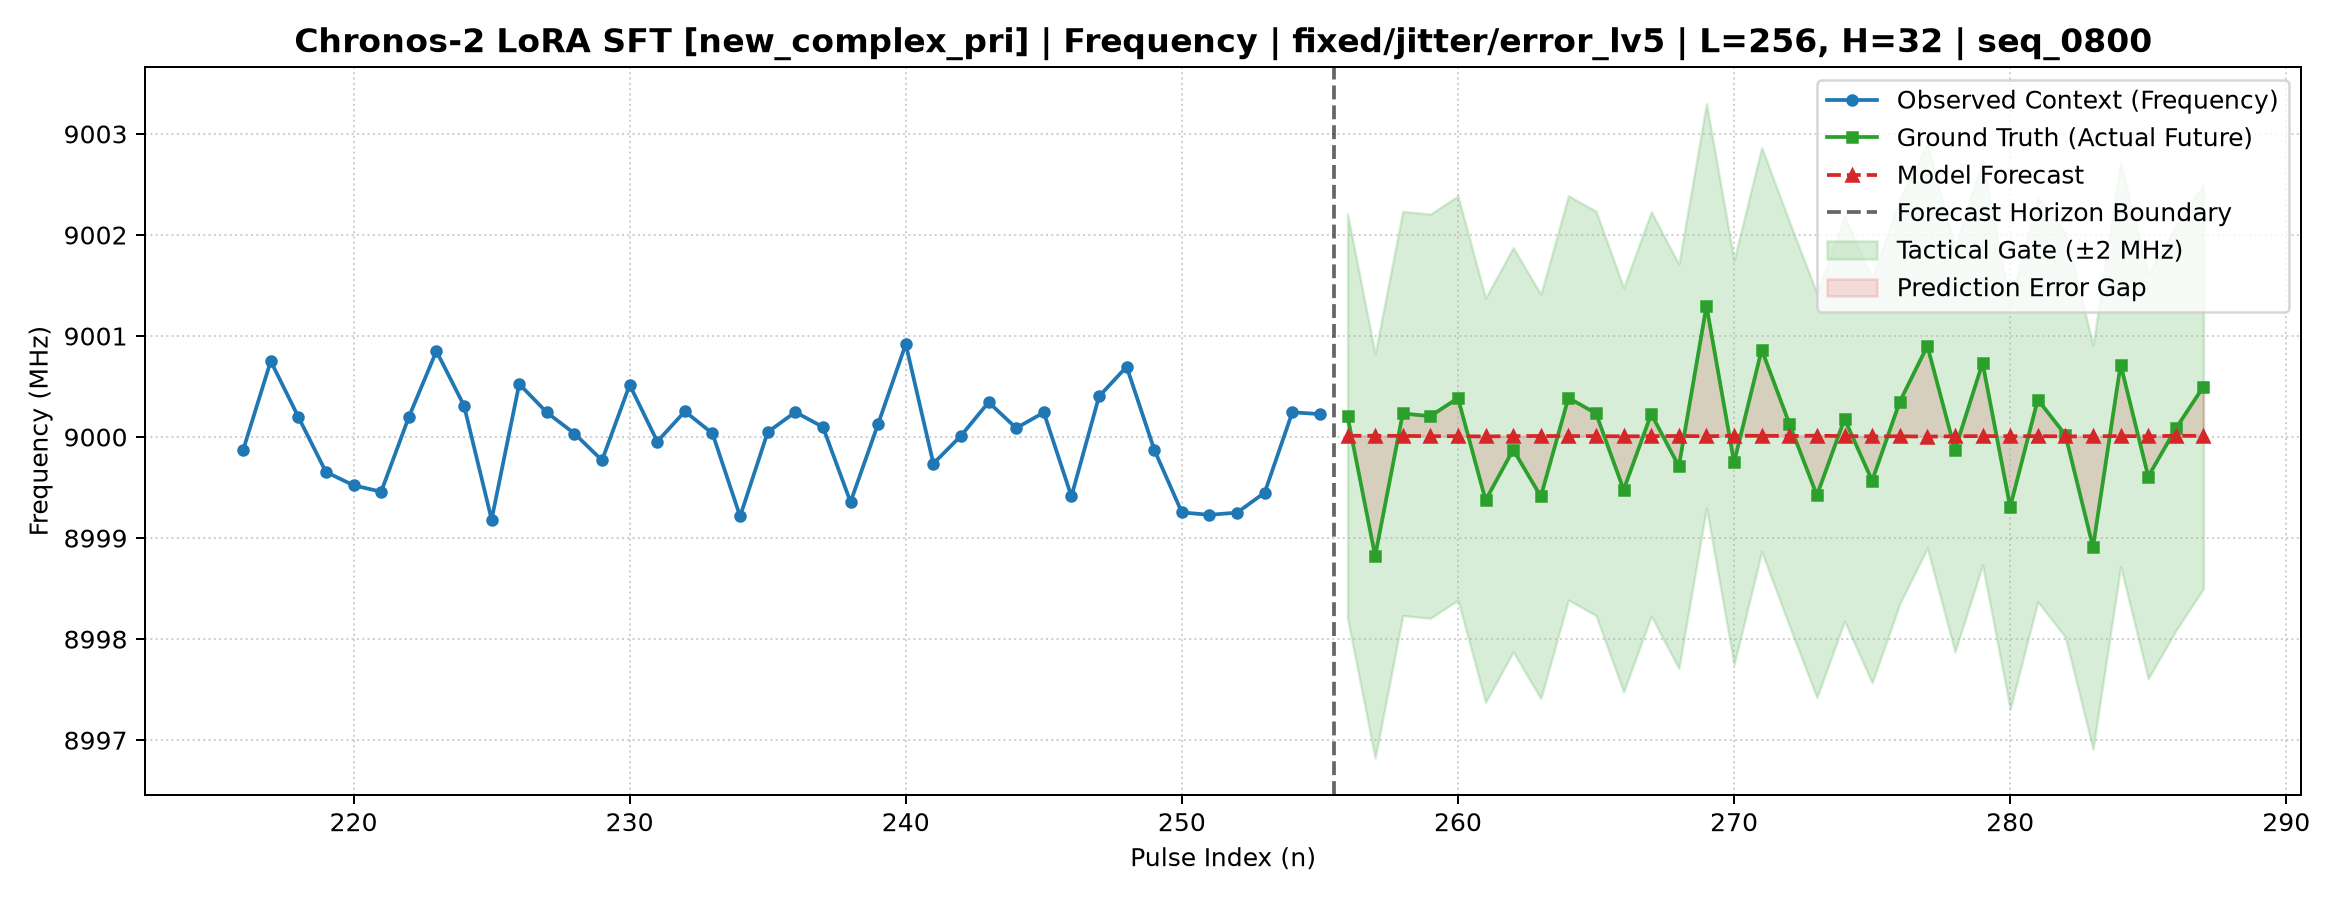 Chronos-2 LoRA SFT [new_complex_pri] | Frequency | fixed/jitter/error_lv5 | L=256, H=32 | seq_0800
Observed Context (Frequency)
Ground Truth (Actual Future)
Model Forecast
Forecast Horizon Boundary
Tactical Gate (±2 MHz)
Prediction Error Gap
Frequency (MHz)
9003
9002
9001
9000
8999
8998
8997
220 230 240 250 260 270 280 290
Pulse Index (n)